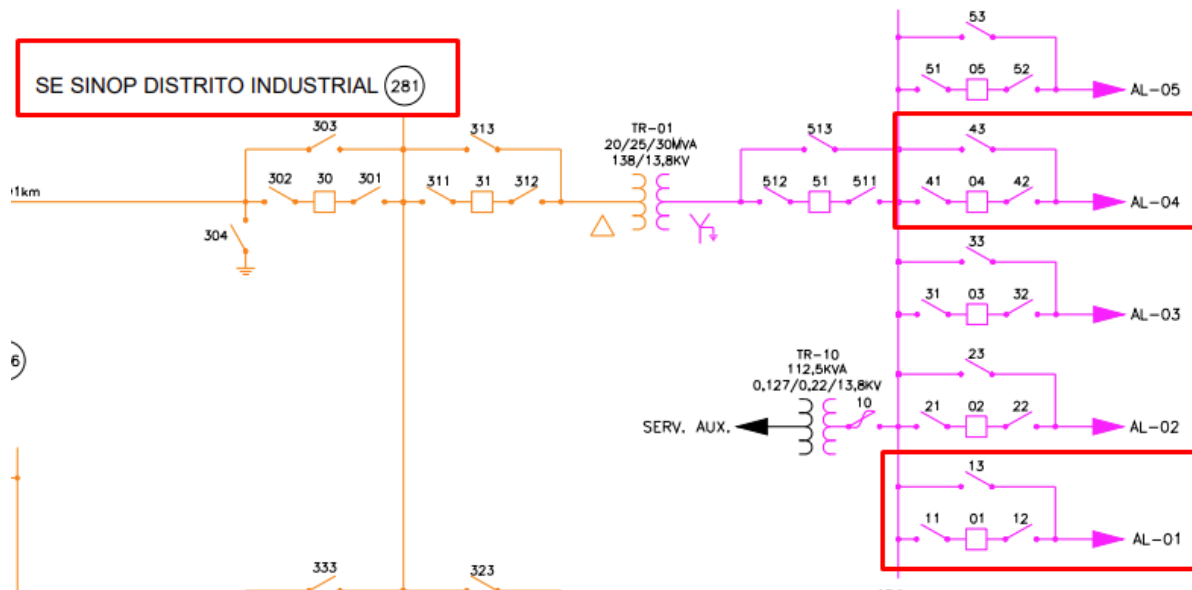 SE SINOP DISTRITO INDUSTRIAL 281
53
51 05 52
AL-05
303
313
TR-01
20/25/30MVA
138/13,8KV
513
43
302 30 301
311 31 312
512 51 511
41 04 42
AL-04
304
33
31 03 32
AL-03
TR-10
112,5KVA
0,127/0,22/13,8KV
10
SERV. AUX.
23
21 02 22
AL-02
13
11 01 12
AL-01
333
323